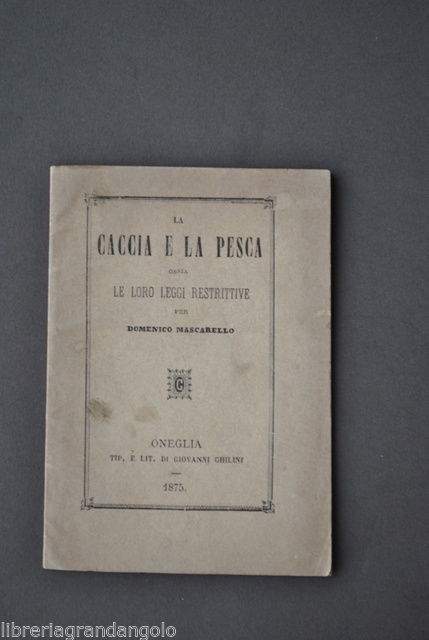 LA
CACCIA E LA PESCA
OSSIA
LE LORO LEGGI RESTRITTIVE
PER
DOMENICO MASCARELLO
G
ONEGLIA
TIP. E LIT. DI GIOVANNI GHILINI
1875.
libreriagrandangolo